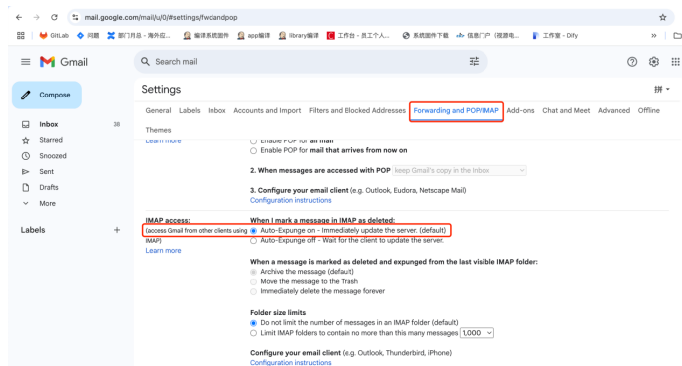 mail.google.com/mail/u/0/#settings/fwdandpop
GitLab 问题 部门月总 - 海外应... 编译系统固件 app编译 library编译 工作台 - 员工个人... 系统固件下载 信息门户 (视源电... 工作室 - Dify
Gmail
Search mail
Compose
Inbox 38
Starred
Snoozed
Sent
Drafts
More
Labels
Settings
拼
General Labels Inbox Accounts and Import Filters and Blocked Addresses Forwarding and POP/IMAP Add-ons Chat and Meet Advanced Offline
Themes
Learn more
Enable POP for all mail
Enable POP for mail that arrives from now on
2. When messages are accessed with POP keep Gmail's copy in the Inbox
3. Configure your email client (e.g. Outlook, Eudora, Netscape Mail)
Configuration instructions
IMAP access:
(access Gmail from other clients using
IMAP)
Learn more
When I mark a message in IMAP as deleted:
Auto-Expunge on - Immediately update the server. (default)
Auto-Expunge off - Wait for the client to update the server.
When a message is marked as deleted and expunged from the last visible IMAP folder:
Archive the message (default)
Move the message to the Trash
Immediately delete the message forever
Folder size limits
Do not limit the number of messages in an IMAP folder (default)
Limit IMAP folders to contain no more than this many messages 1,000
Configure your email client (e.g. Outlook, Thunderbird, iPhone)
Configuration instructions